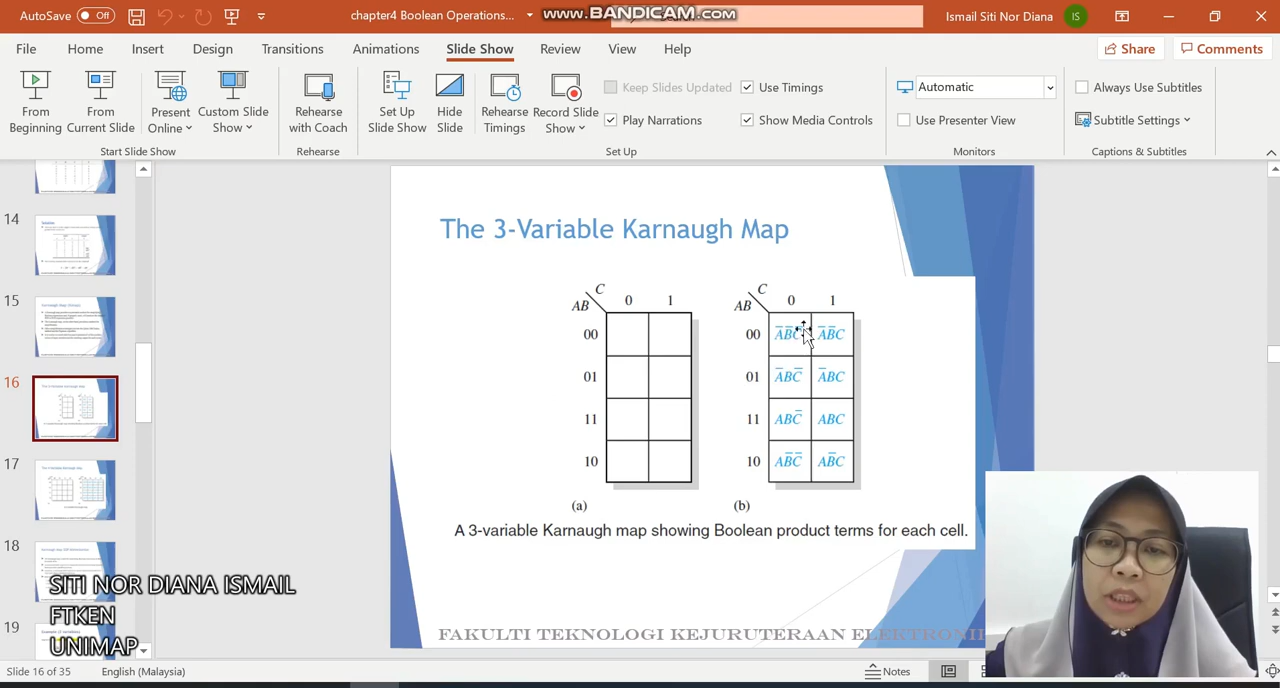 AutoSave Off chapter4 Boolean Operations... www.BANDICAM.com Ismail Siti Nor Diana IS
File Home Insert Design Transitions Animations Slide Show Review View Help Share Comments
From Beginning
From Current Slide
Present Online
Custom Slide Show
Rehearse with Coach
Set Up Slide Show
Hide Slide
Rehearse Timings
Record Slide Show
Keep Slides Updated
Play Narrations
Use Timings
Show Media Controls
Automatic
Use Presenter View
Always Use Subtitles
Subtitle Settings
Start Slide Show Rehearse Set Up Monitors Captions & Subtitles
14
15
16
17
18
19
The 3-Variable Karnaugh Map
C
AB 0 1
00
01
11
10
(a)
C
AB 0 1
00 A̅B̅C̅ A̅B̅C
01 A̅BC̅ A̅BC
11 ABC̅ ABC
10 AB̅C̅ AB̅C
(b)
A 3-variable Karnaugh map showing Boolean product terms for each cell.
FAKULTI TEKNOLOGI KEJURUTERAAN ELEKTRONIK
SITI NOR DIANA ISMAIL
FTKEN
UNIMAP
Slide 16 of 35 English (Malaysia) Notes